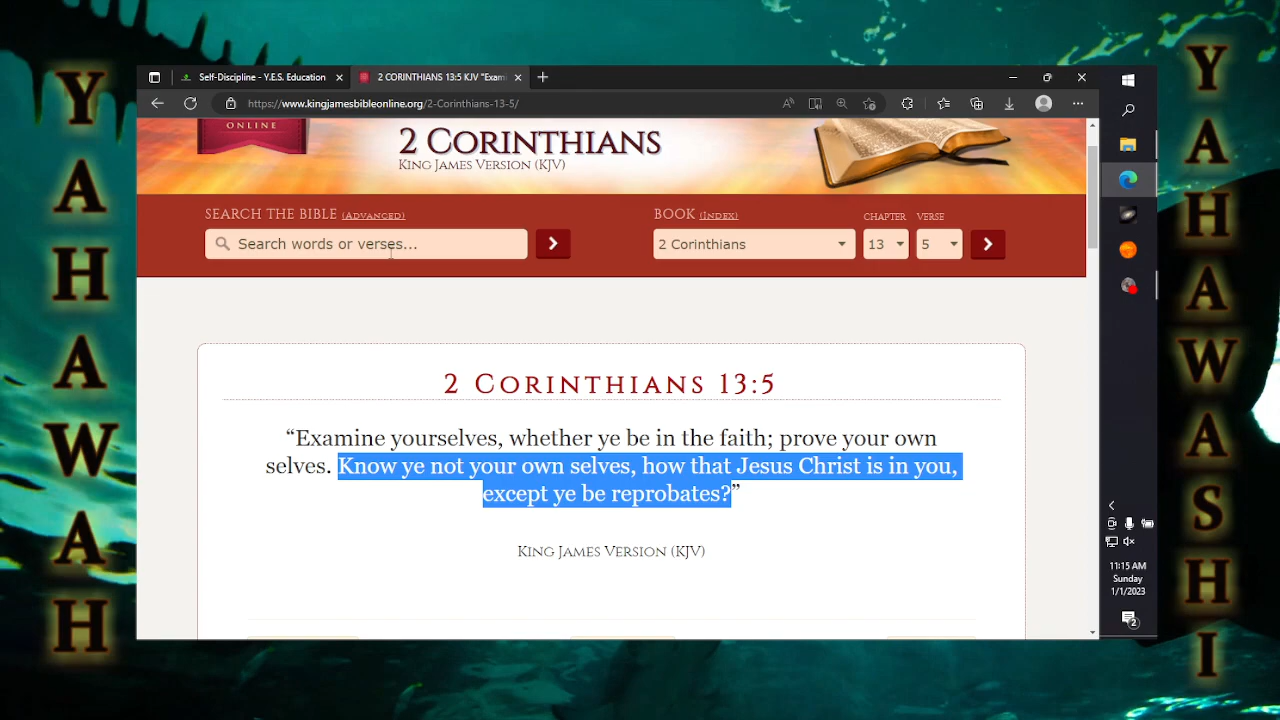 YAHAWAH
Self-Discipline - Y.E.S. Education
2 CORINTHIANS 13:5 KJV "Exam
https://www.kingjamesbibleonline.org/2-Corinthians-13-5/
ONLINE
2 CORINTHIANS
KING JAMES VERSION (KJV)
SEARCH THE BIBLE (ADVANCED)
BOOK (INDEX)
CHAPTER
VERSE
Search words or verses...
2 Corinthians
13
5
2 CORINTHIANS 13:5
“Examine yourselves, whether ye be in the faith; prove your own
selves. Know ye not your own selves, how that Jesus Christ is in you,
except ye be reprobates?”
KING JAMES VERSION (KJV)
11:15 AM
Sunday
1/1/2023
2
YAHAWASHI